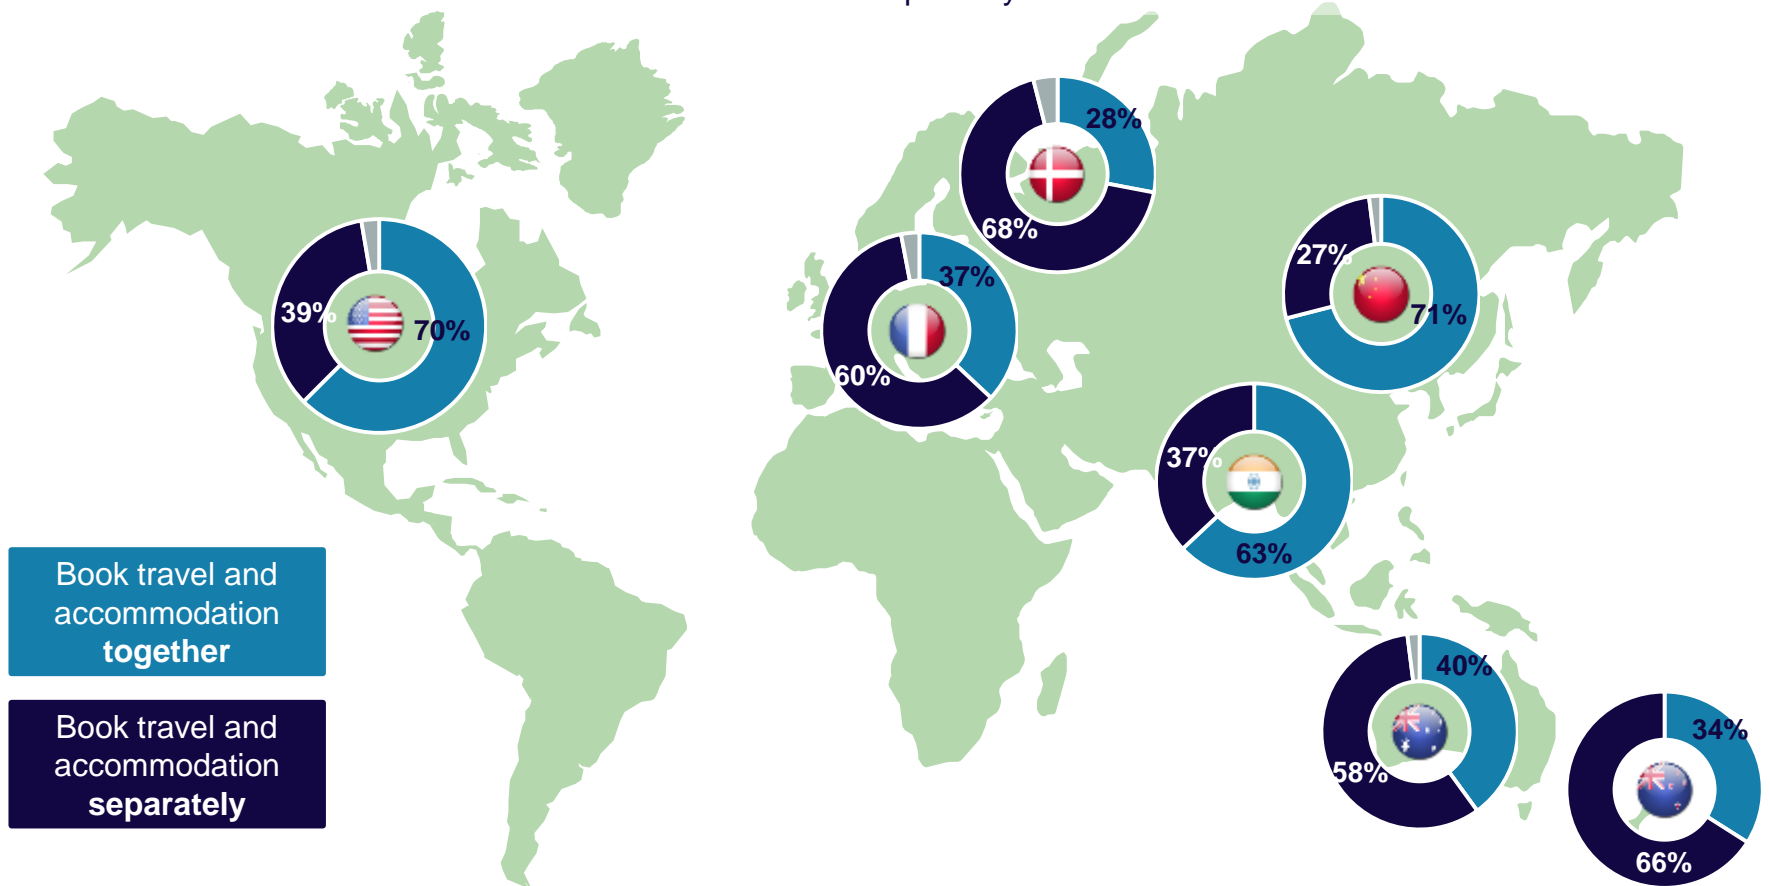 28%
68%
37%
60%
27%
71%
39%
70%
37%
63%
Book travel and
accommodation
together
Book travel and
accommodation
separately
40%
58%
34%
66%